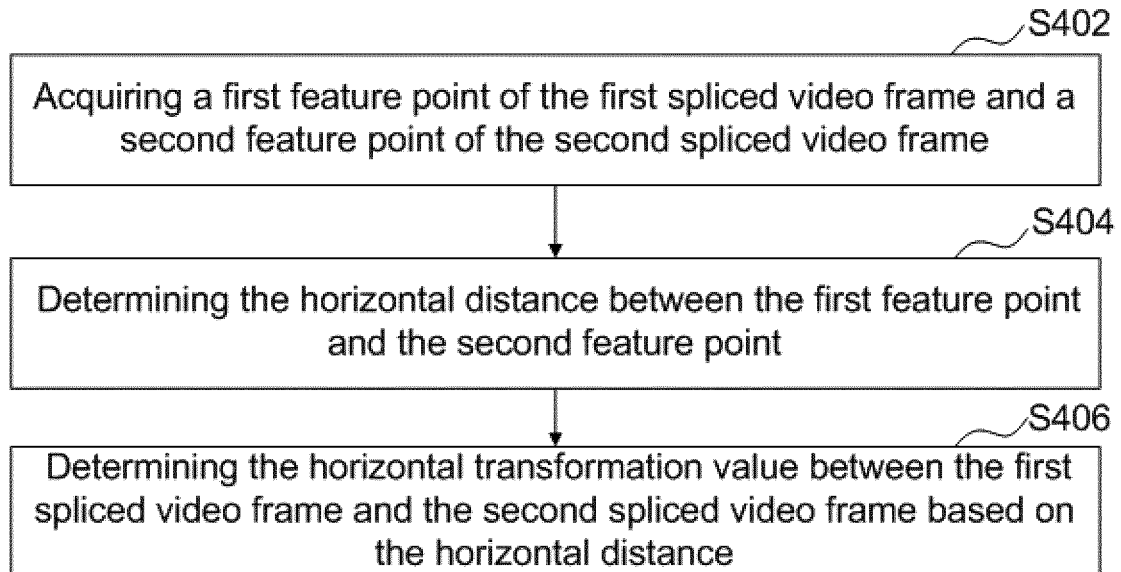 S402
Acquiring a first feature point of the first spliced video frame and a
second feature point of the second spliced video frame
S404
Determining the horizontal distance between the first feature point
and the second feature point
S406
Determining the horizontal transformation value between the first
spliced video frame and the second spliced video frame based on
the horizontal distance